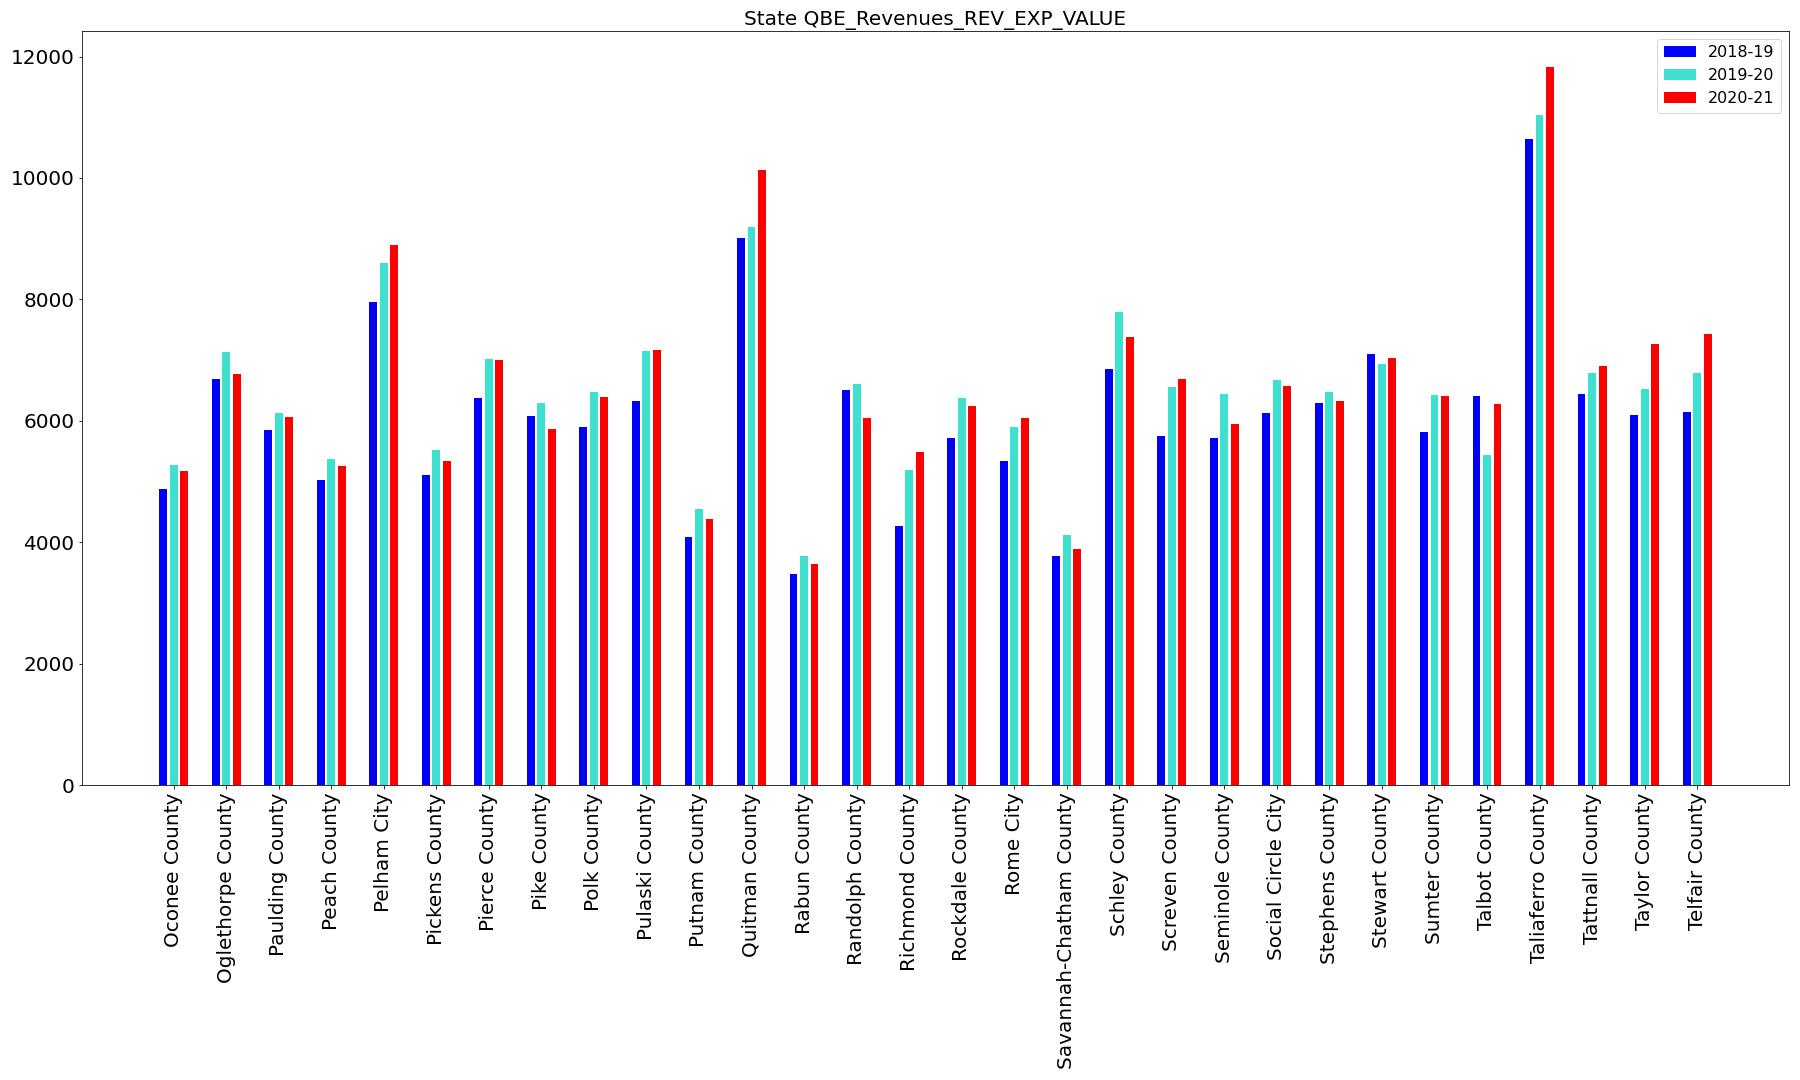 State QBE_Revenues_REV_EXP_VALUE
2018-19
2019-20
2020-21
12000
10000
8000
6000
4000
2000
0
Oconee County
Oglethorpe County
Paulding County
Peach County
Pelham City
Pickens County
Pierce County
Pike County
Polk County
Pulaski County
Putnam County
Quitman County
Rabun County
Randolph County
Richmond County
Rockdale County
Rome City
Savannah-Chatham County
Schley County
Screven County
Seminole County
Social Circle City
Stephens County
Stewart County
Sumter County
Talbot County
Taliaferro County
Tattnall County
Taylor County
Telfair County